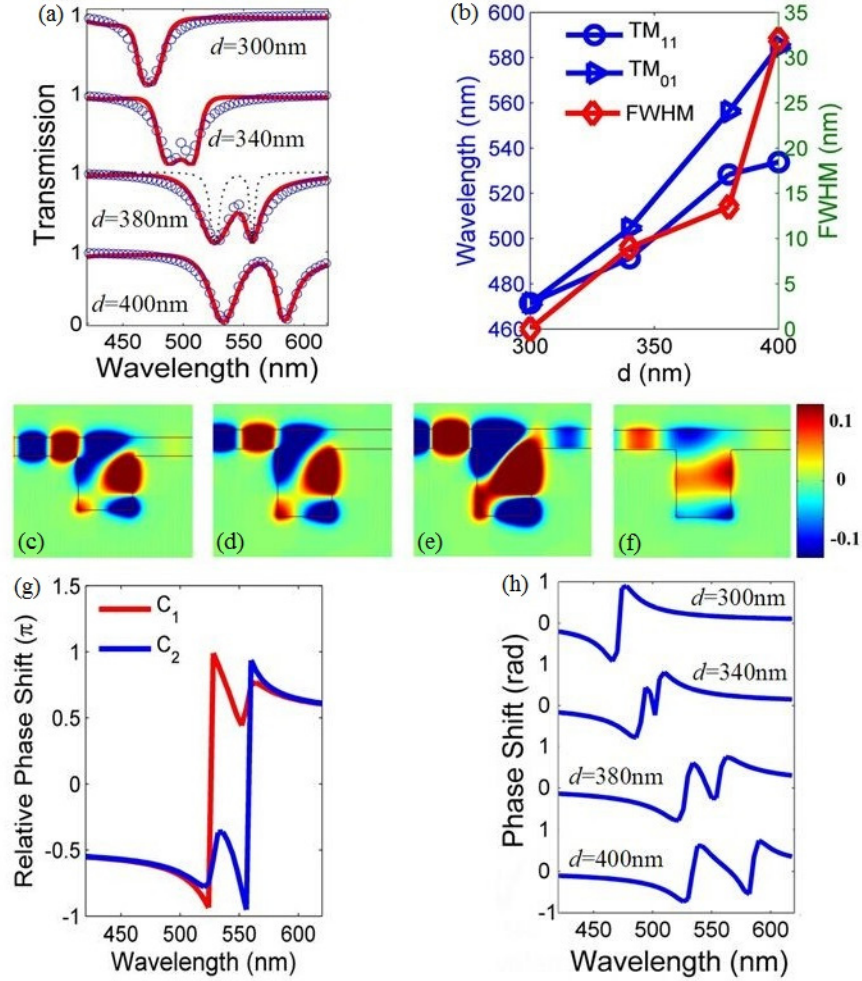 (a)
1
d=300nm
1
d=340nm
1
d=380nm
1
d=400nm
0
450 500 550 600
Wavelength (nm)
Transmission
(b)
600
580
560
540
520
500
480
460
Wavelength (nm)
TM11
TM01
FWHM
35
30
25
20
15
10
5
0
FWHM (nm)
300 350 400
d (nm)
(c)
(d)
(e)
(f)
0.1
0
-0.1
(g)
1.5
1
0.5
0
-0.5
-1
Relative Phase Shift (π)
C1
C2
450 500 550 600
Wavelength (nm)
(h)
1
d=300nm
0
1
d=340nm
0
1
d=380nm
0
1
d=400nm
0
-1
Phase Shift (rad)
450 500 550 600
Wavelength (nm)